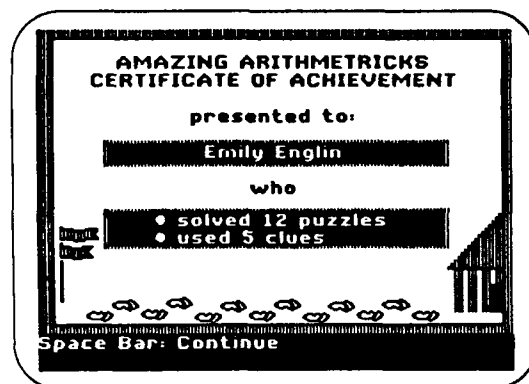 AMAZING ARITHMETRICKS
CERTIFICATE OF ACHIEVEMENT
presented to:
Emily Englin
who
• solved 12 puzzles
• used 5 clues
Space Bar: Continue